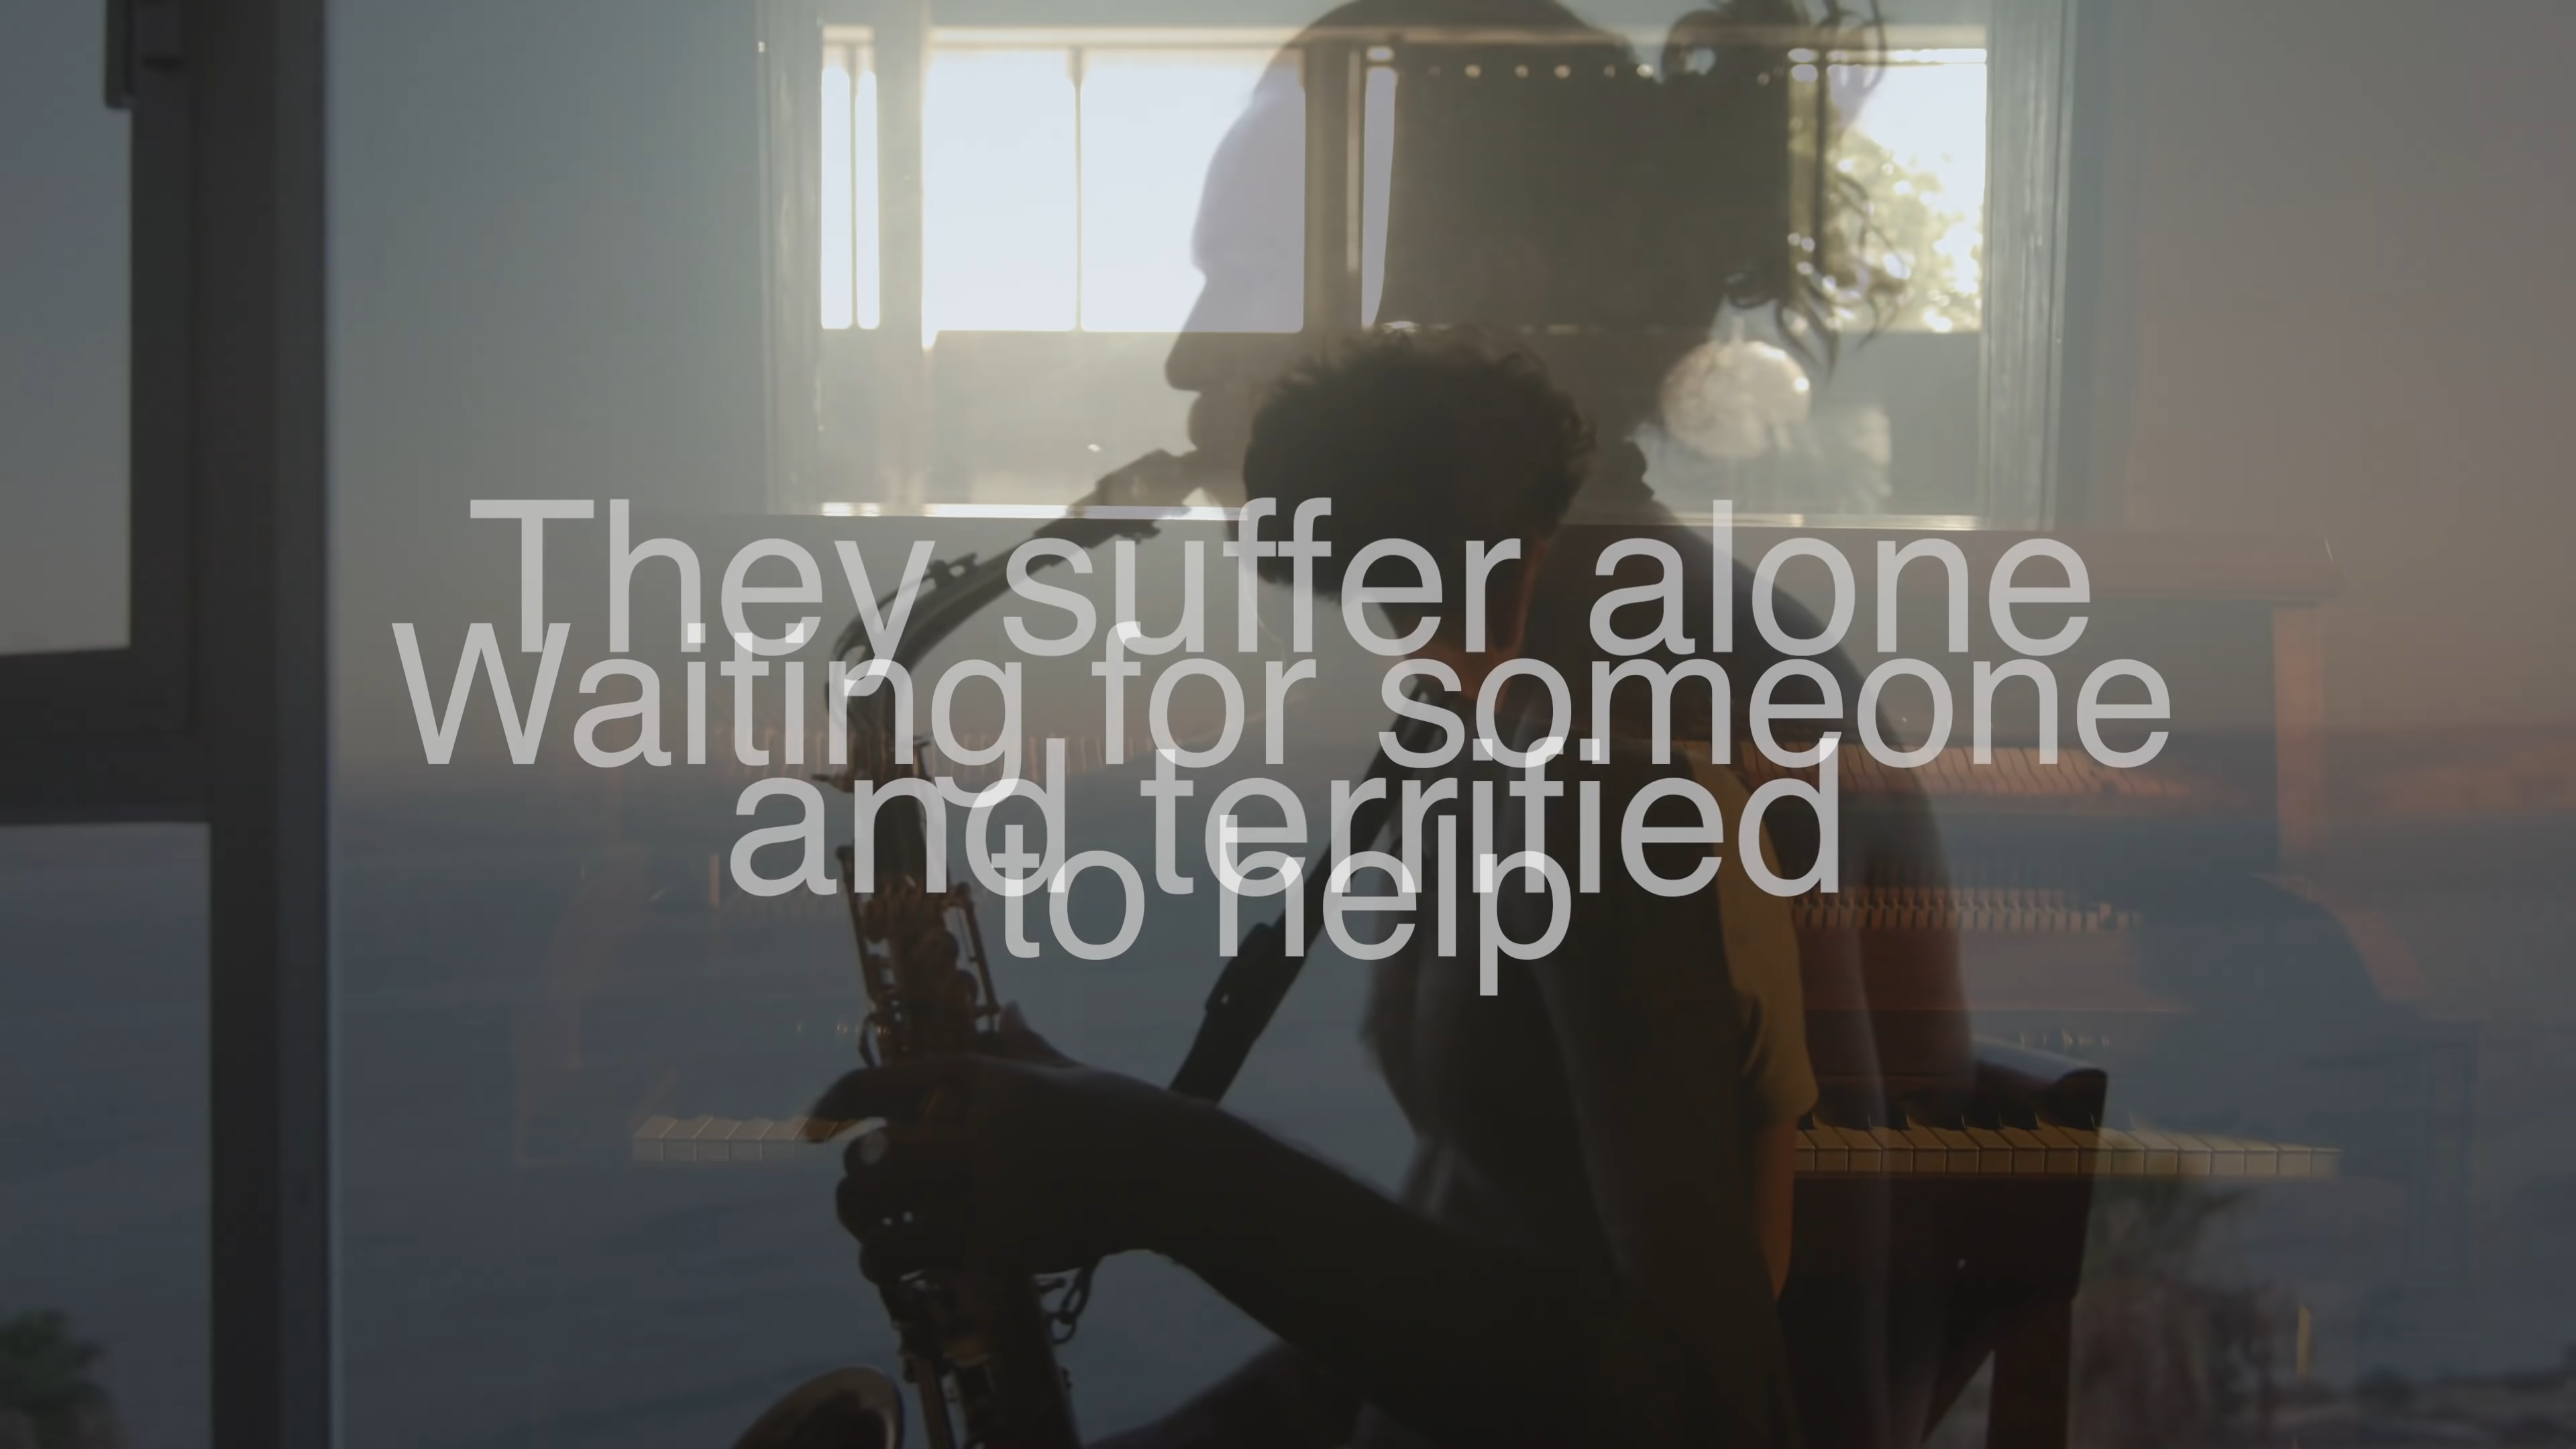 They suffer alone
Waiting for someone
and terrified
to help